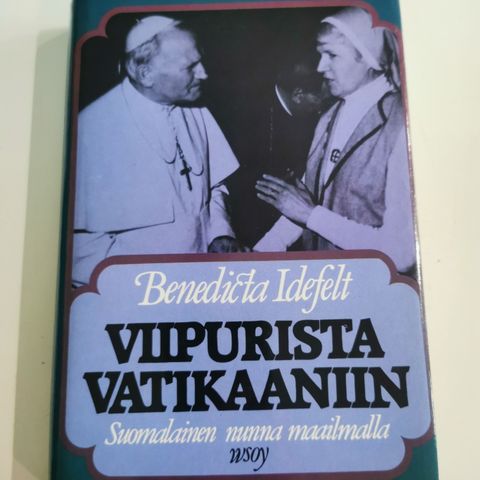 Benedicta Idefelt
VIIPURISTA
VATIKAANIIN
Suomalainen nunna maailmalla
wsoy